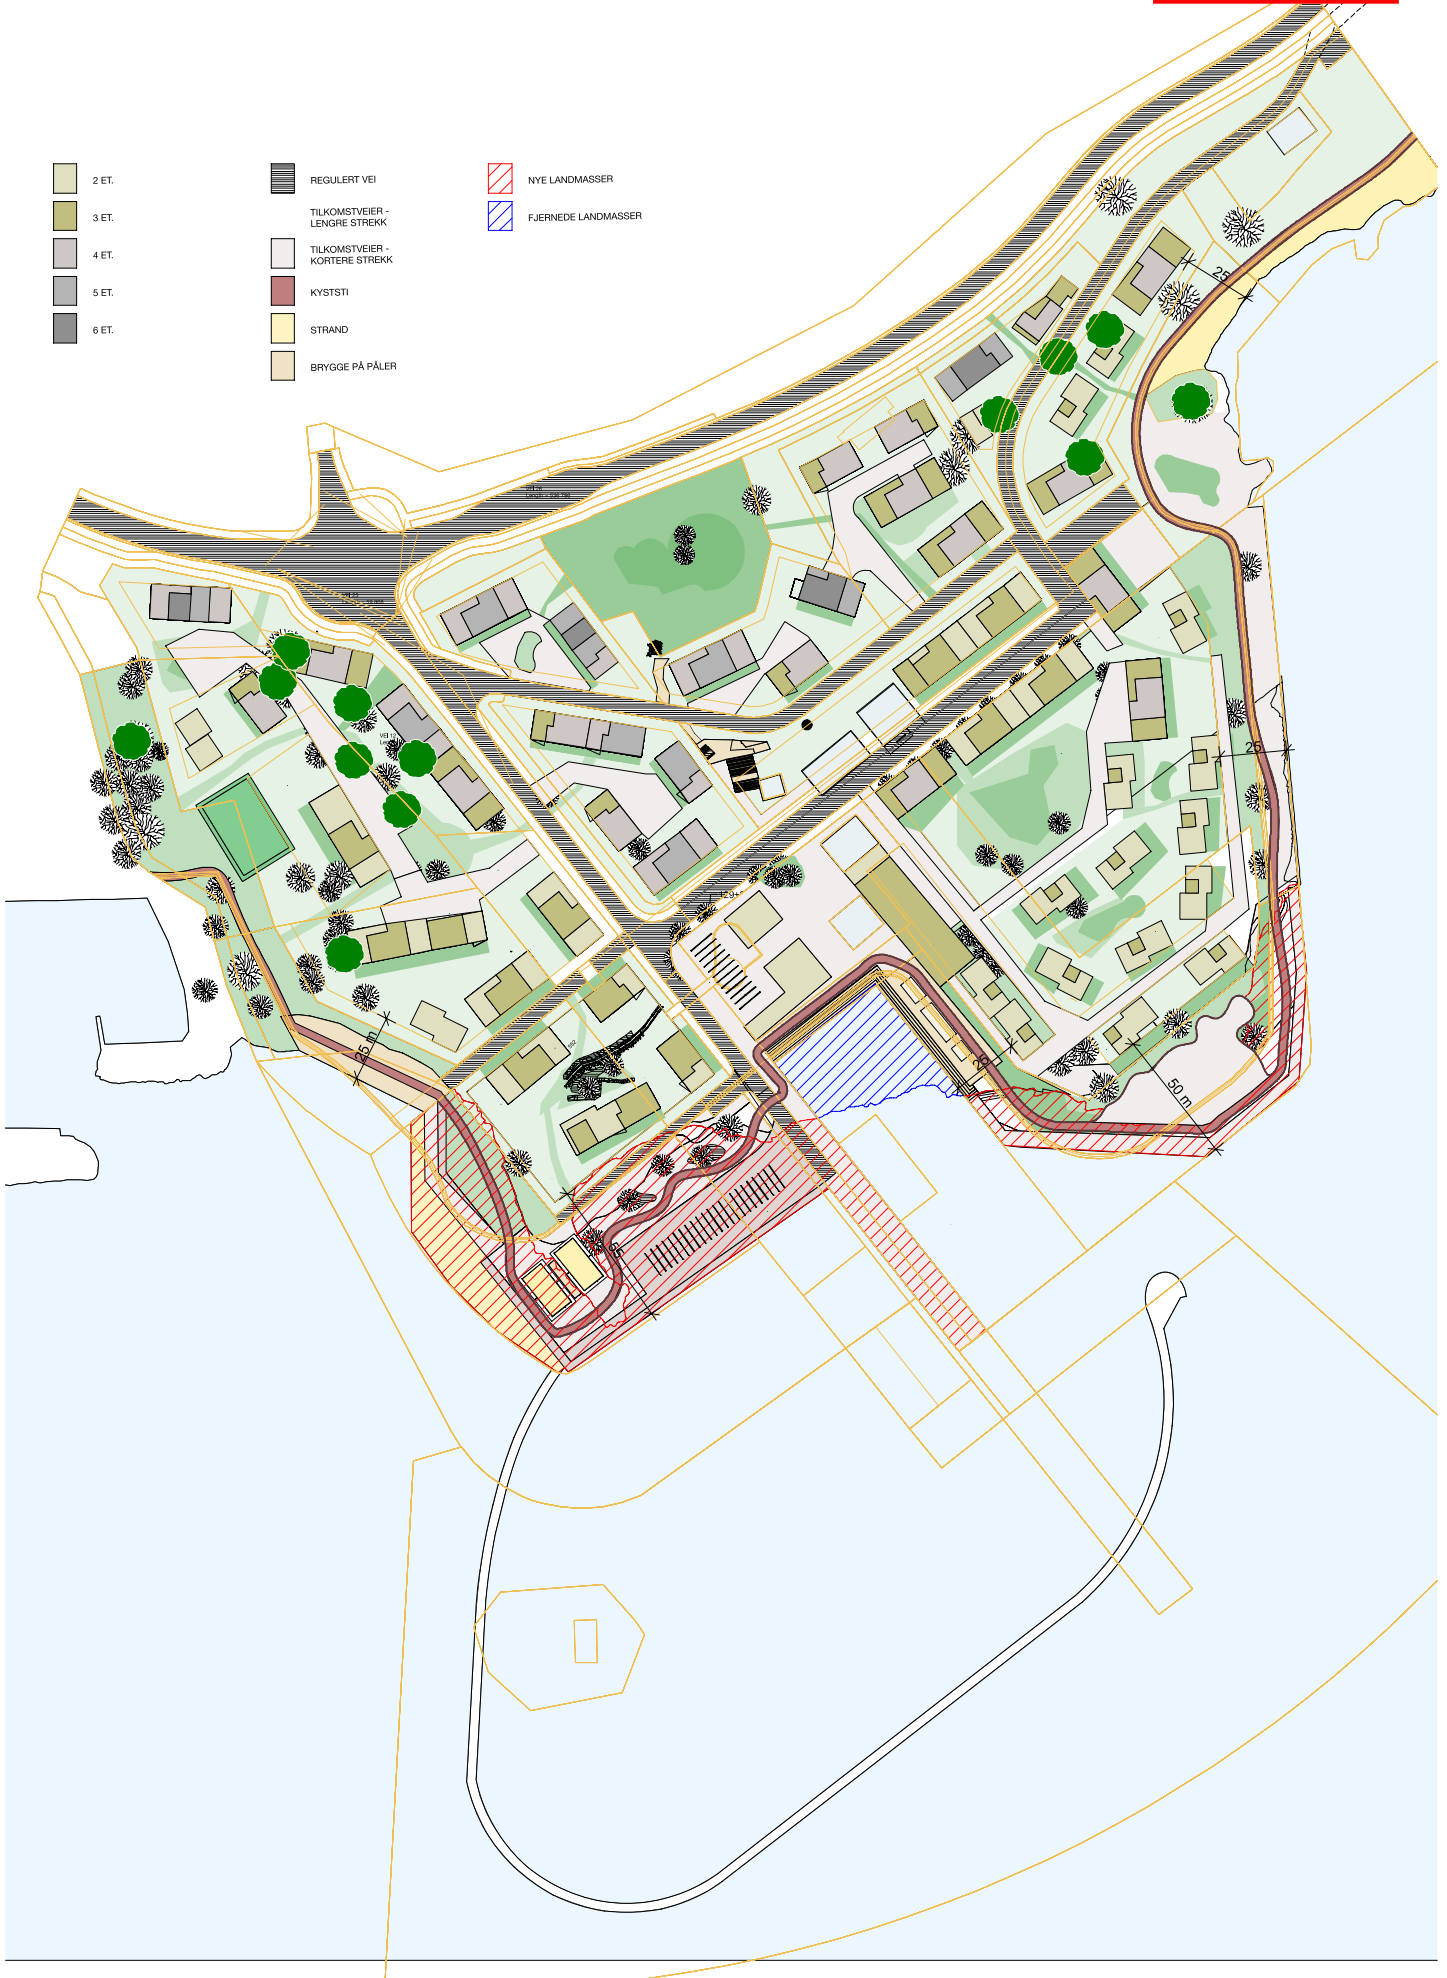 2 ET.
3 ET.
4 ET.
5 ET.
6 ET.
REGULERT VEI
TILKOMSTVEIER -
LENGRE STREKK
TILKOMSTVEIER -
KORTERE STREKK
KYSTSTI
STRAND
BRYGGE PÅ PÅLER
NYE LANDMASSER
FJERNEDE LANDMASSER
25
25
25 m
25
50 m
65